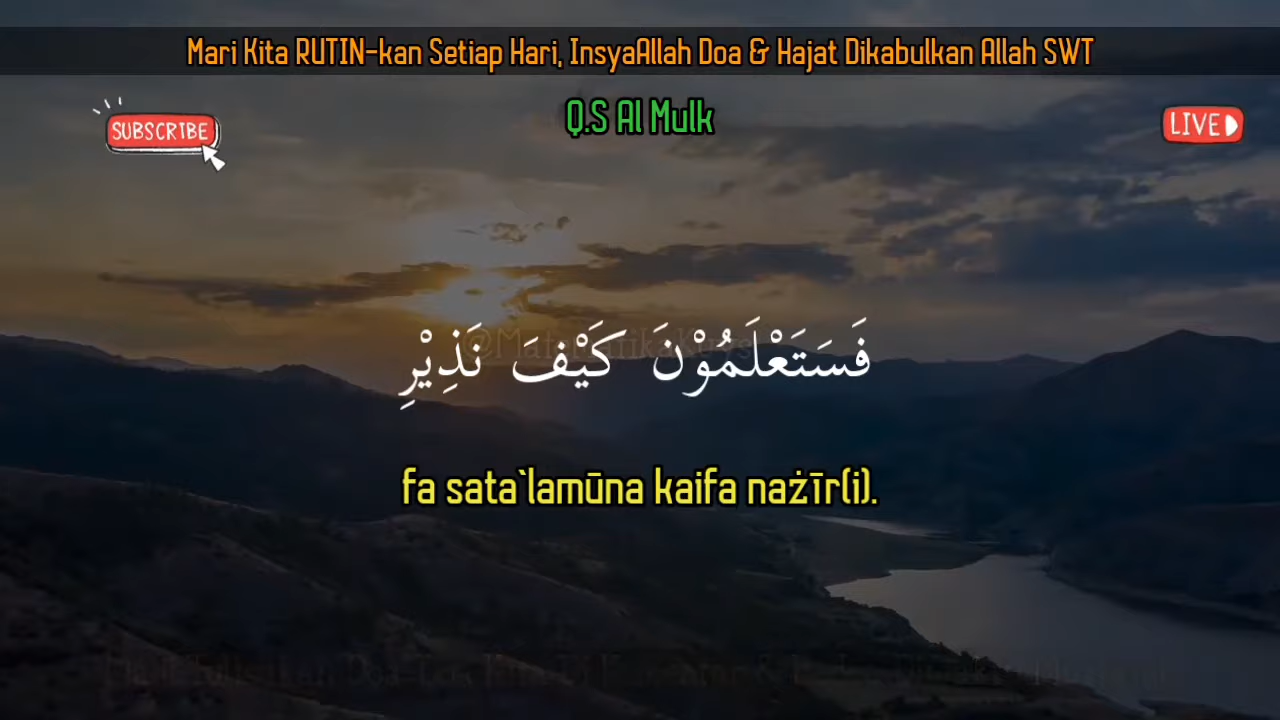 Mari Kita RUTIN-kan Setiap Hari, InsyaAllah Doa & Hajat Dikabulkan Allah SWT
Q.S Al Mulk
SUBSCRIBE
LIVE
فَسَتَعْلَمُوْنَ كَيْفَ نَذِيْرِ
fa sata`lamūna kaifa nażīr(i).